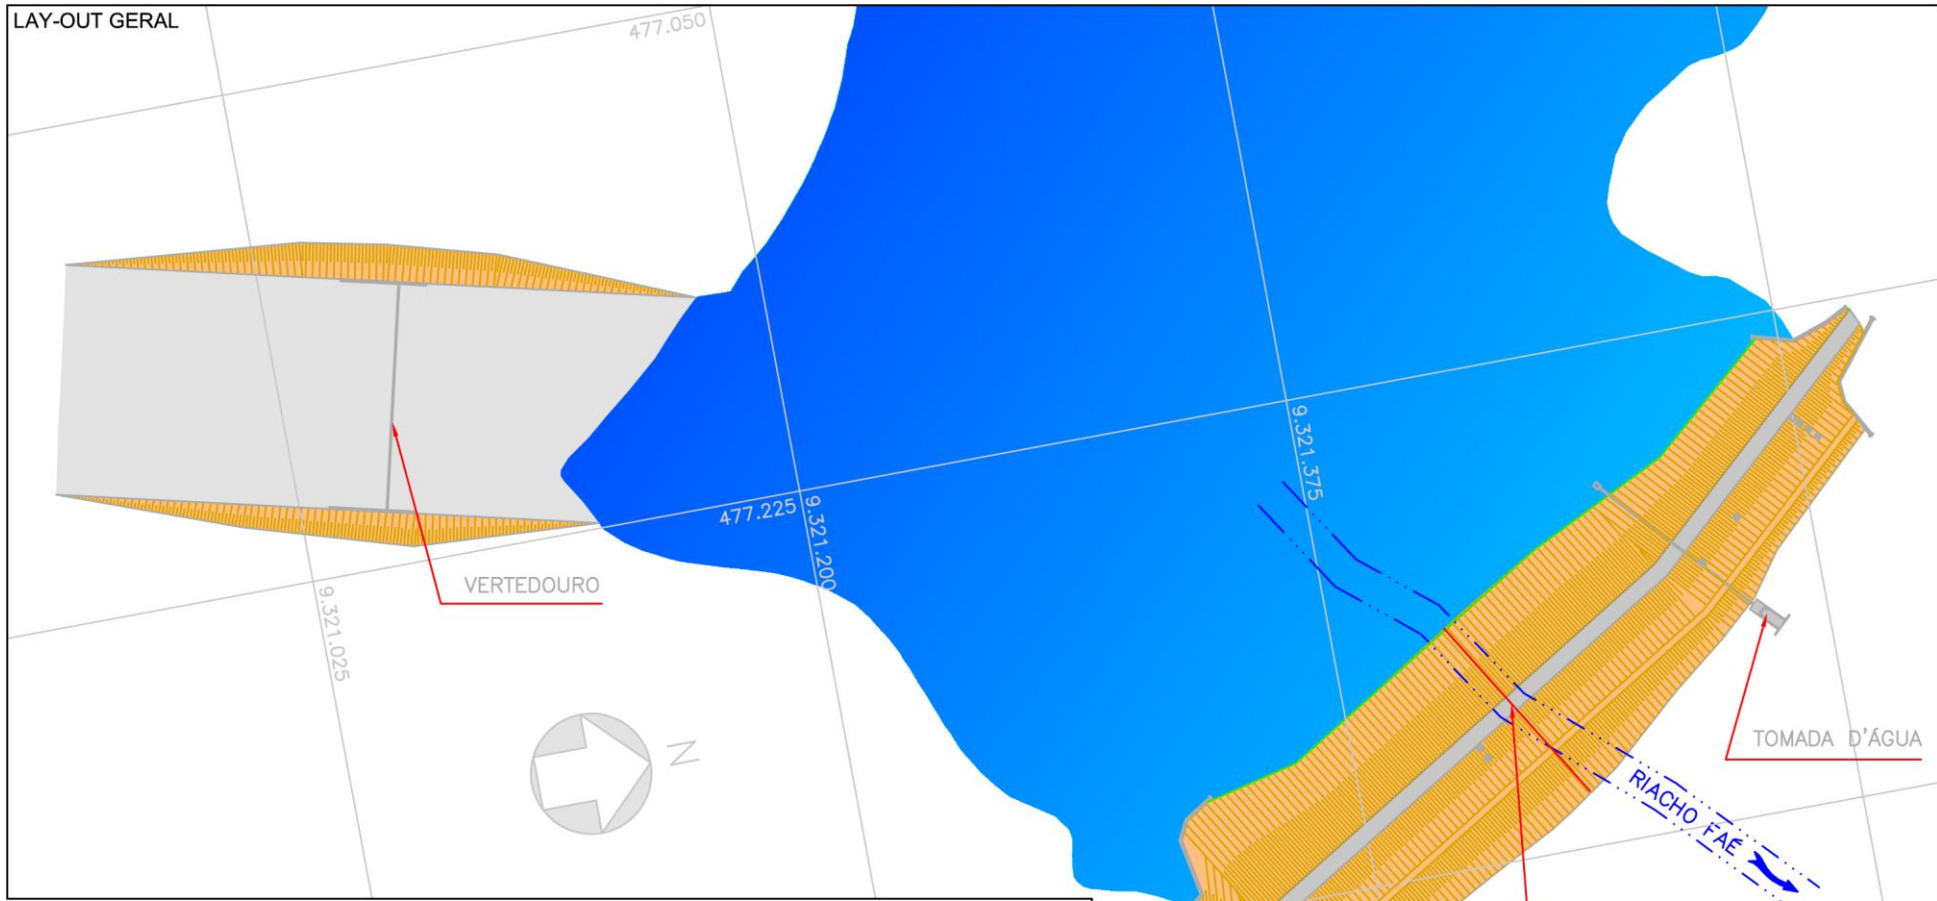 LAY-OUT GERAL
477.050
9.321.375
477.225
9.321.200
VERTEDOURO
9.321.025
N
TOMADA D'ÁGUA
RIACHO FAÉ